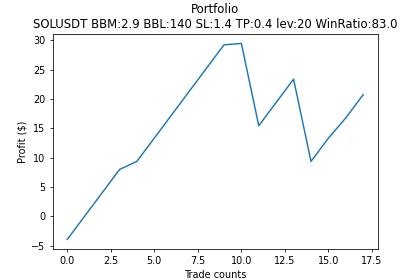 Portfolio
SOLUSDT BBM:2.9 BBL:140 SL:1.4 TP:0.4 lev:20 WinRatio:83.0
Profit ($)
30
25
20
15
10
5
0
−5
0.0 2.5 5.0 7.5 10.0 12.5 15.0 17.5
Trade counts